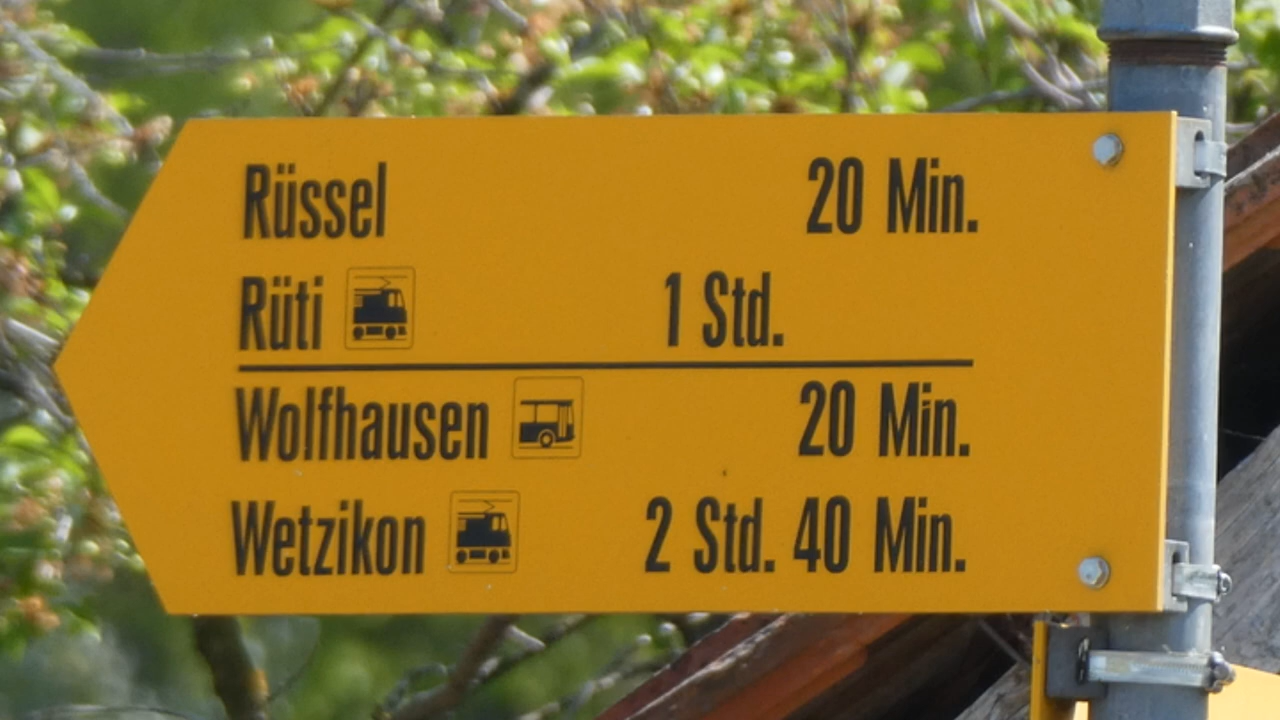 Rüssel 20 Min.
Rüti 1 Std.
Wolfhausen 20 Min.
Wetzikon 2 Std. 40 Min.